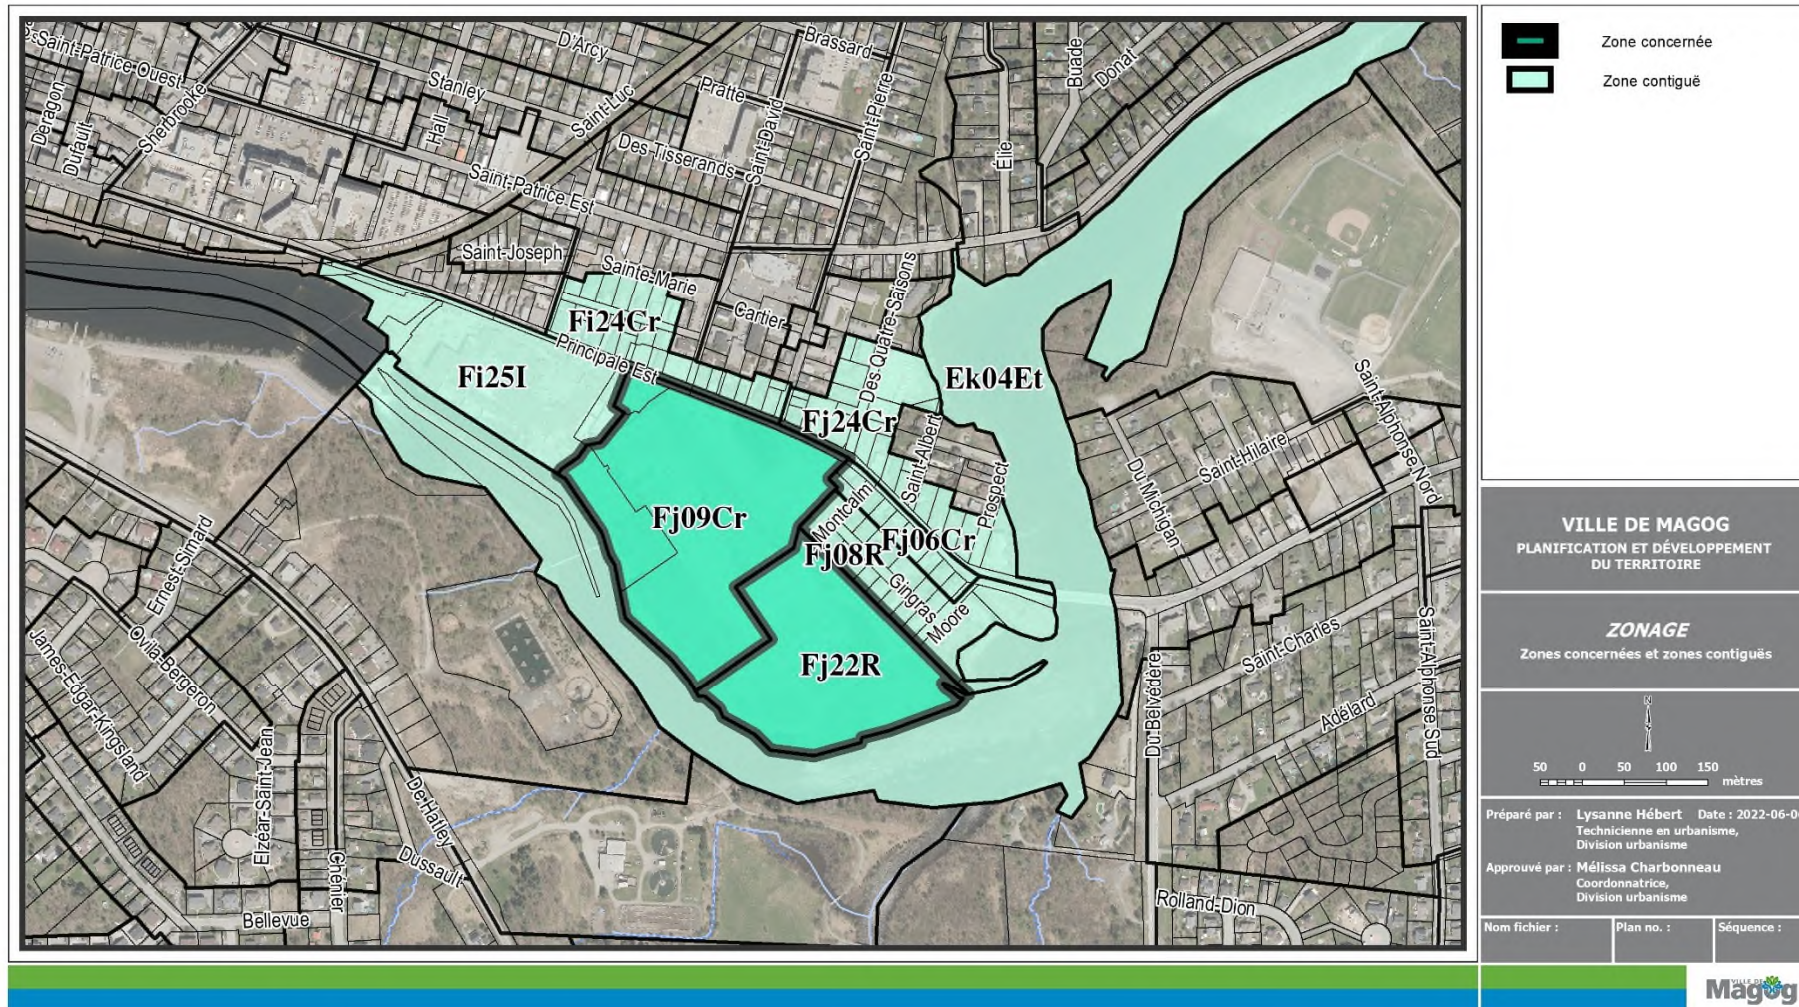 Saint-Patrice Ouest
D'Arcy
Brassard
Buade
Donat
Deragon
Dufault
Sherbrooke
Stanley
Hall
Saint-Luc
Pratte
Saint-David
Saint-Pierre
Élie
Des-Tisserands
Saint-Patrice Est
Saint-Joseph
Sainte-Marie
Cartier
Des-Quatre-Saisons
Fi24Cr
Principale Est
Fi25I
Ek04Et
Fj24Cr
Saint-Albert
Prospect
Saint-Alphonse Nord
Saint-Hilaire
Du Michigan
Fj09Cr
Montcalm
Fj06Cr
Fj08R
Gingras
Moore
Fj22R
Ernest-Simard
Ovila-Bergeron
James-Edgar-Kingsland
Elzéar-Saint-Jean
Chénier
De Hatley
Dussault
Bellevue
Du Belvédère
Saint-Charles
Adélard
Saint-Alphonse Sud
Rolland-Dion
Zone concernée
Zone contiguë
VILLE DE MAGOG
PLANIFICATION ET DÉVELOPPEMENT
DU TERRITOIRE
ZONAGE
Zones concernées et zones contiguës
N
50 0 50 100 150
mètres
Préparé par : Lysanne Hébert Date : 2022-06-0
Technicienne en urbanisme,
Division urbanisme
Approuvé par : Mélissa Charbonneau
Coordonnatrice,
Division urbanisme
Nom fichier : Plan no. : Séquence :
VILLE DE
Magog